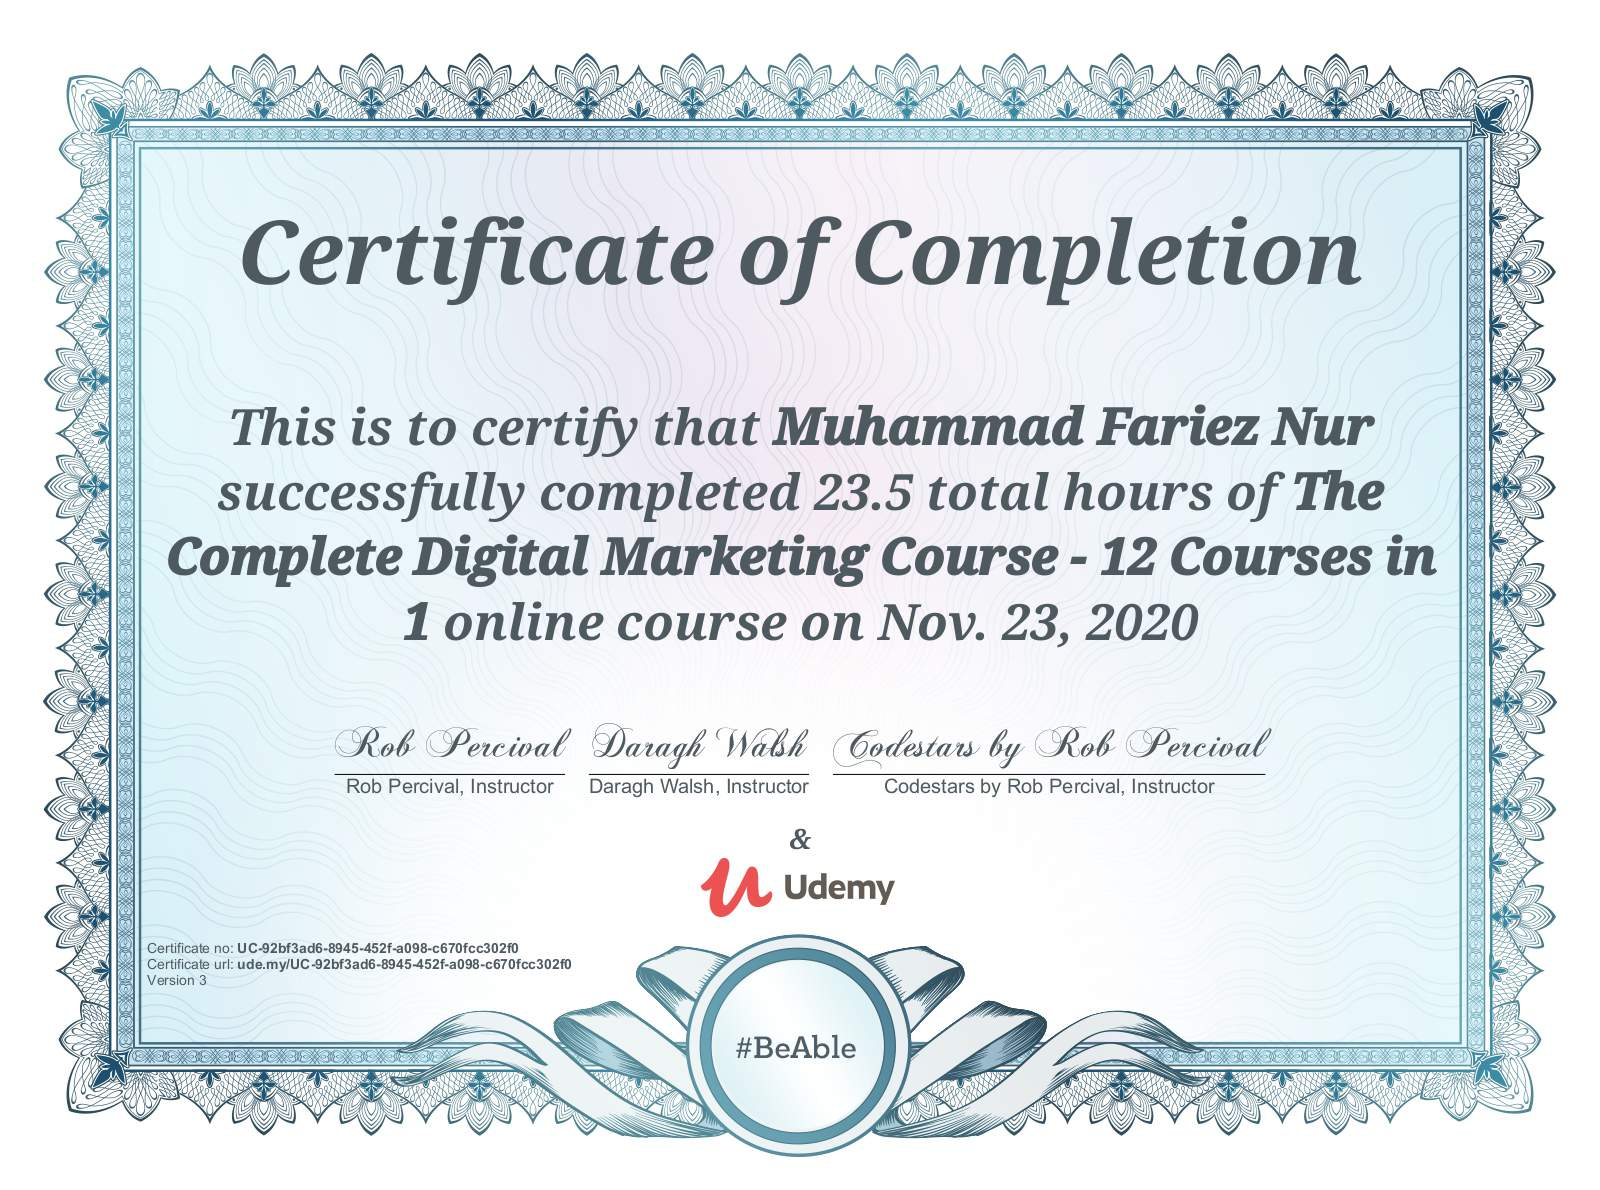 Certificate of Completion
This is to certify that Muhammad Fariez Nur
successfully completed 23.5 total hours of The
Complete Digital Marketing Course - 12 Courses in
1 online course on Nov. 23, 2020
Rob Percival Daragh Walsh Codestars by Rob Percival
Rob Percival, Instructor Daragh Walsh, Instructor Codestars by Rob Percival, Instructor
&
Udemy
Certificate no: UC-92bf3ad6-8945-452f-a098-c670fcc302f0
Certificate url: ude.my/UC-92bf3ad6-8945-452f-a098-c670fcc302f0
Version 3
#BeAble